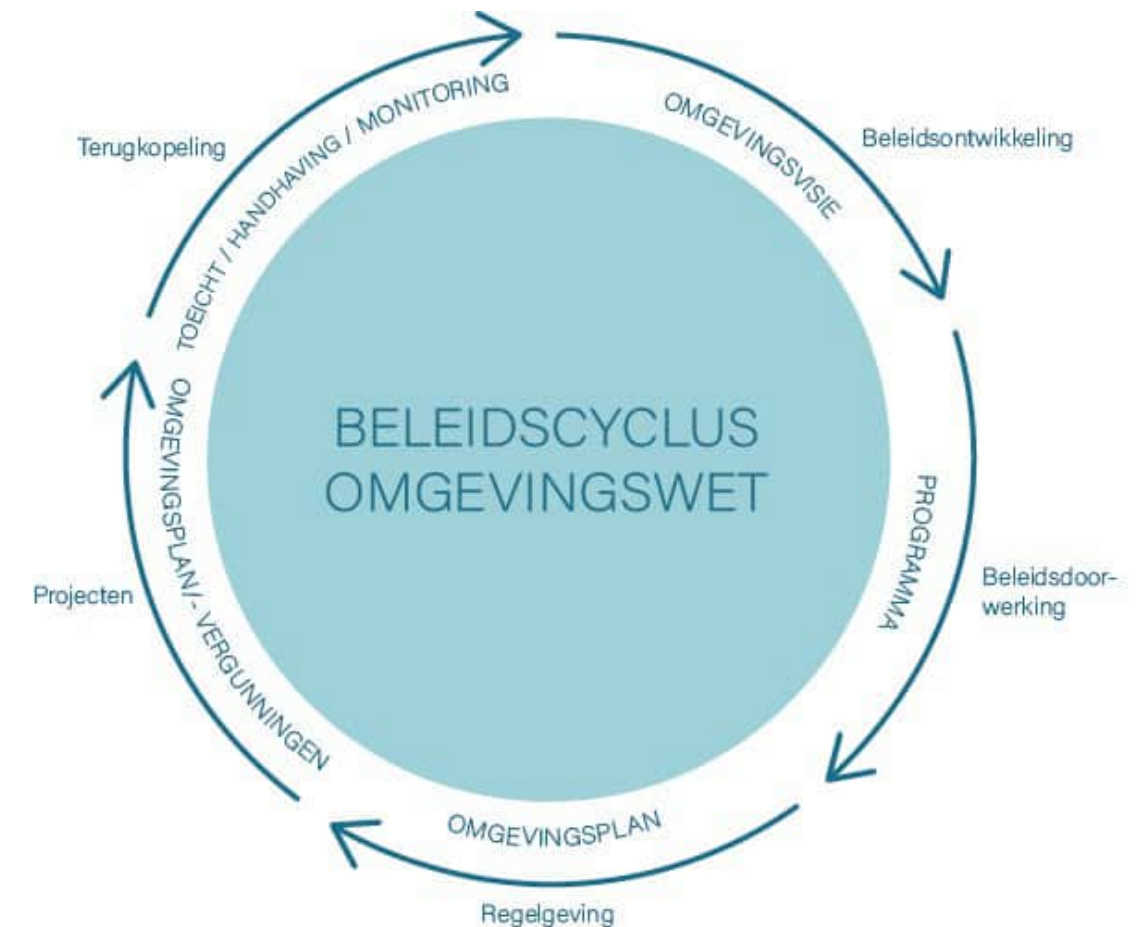 BELEIDSCYCLUS
OMGEVINGSWET
OMGEVINGSVISIE
Beleidsontwikkeling
PROGRAMMA
Beleidsdoor-
werking
OMGEVINGSPLAN
Regelgeving
OMGEVINGSPLAN/- VERGUNNINGEN
Projecten
TOEICHT / HANDHAVING / MONITORING
Terugkopeling